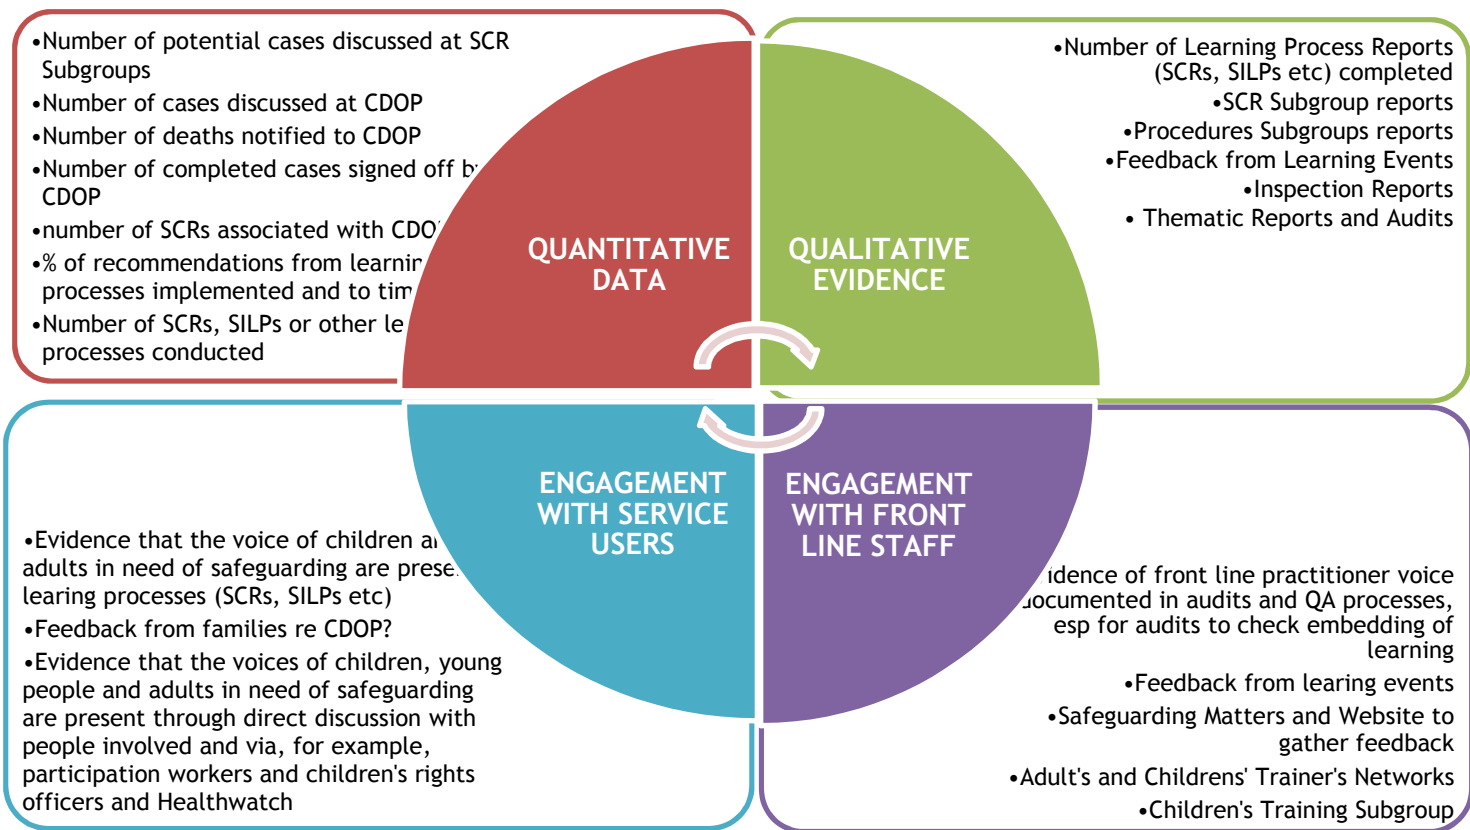 •Number of potential cases discussed at SCR
Subgroups
•Number of cases discussed at CDOP
•Number of deaths notified to CDOP
•Number of completed cases signed off by
CDOP
•number of SCRs associated with CDO
•% of recommendations from learnin
processes implemented and to tim
•Number of SCRs, SILPs or other le
processes conducted
QUANTITATIVE
DATA
•Number of Learning Process Reports
(SCRs, SILPs etc) completed
•SCR Subgroup reports
•Procedures Subgroups reports
•Feedback from Learning Events
•Inspection Reports
• Thematic Reports and Audits
QUALITATIVE
EVIDENCE
•Evidence that the voice of children
adults in need of safeguarding are prese
learing processes (SCRs, SILPs etc)
•Feedback from families re CDOP?
•Evidence that the voices of children, young
people and adults in need of safeguarding
are present through direct discussion with
people involved and via, for example,
participation workers and children's rights
officers and Healthwatch
ENGAGEMENT
WITH SERVICE
USERS
ENGAGEMENT
WITH FRONT
LINE STAFF
idence of front line practitioner voice
documented in audits and QA processes,
esp for audits to check embedding of
learning
•Feedback from learing events
•Safeguarding Matters and Website to
gather feedback
•Adult's and Childrens' Trainer's Networks
•Children's Training Subgroup